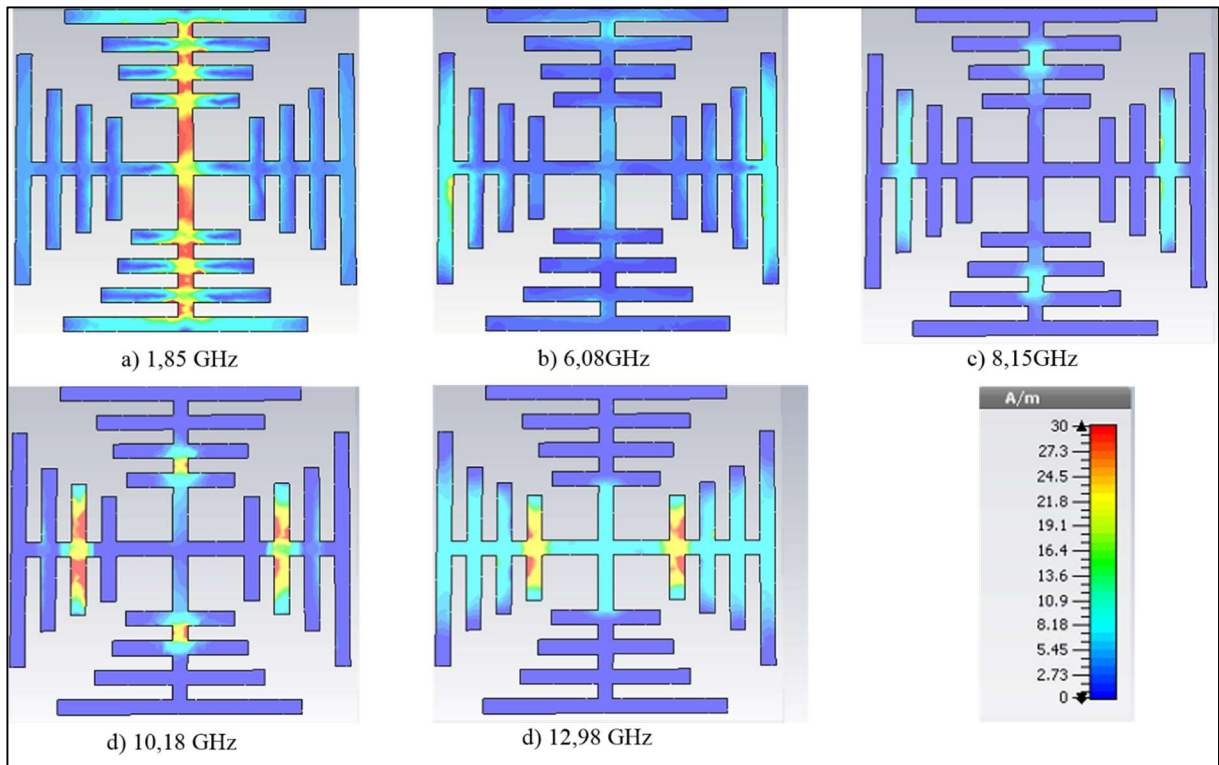 a) 1,85 GHz
b) 6,08GHz
c) 8,15GHz
A/m
30
27.3
24.5
21.8
19.1
16.4
13.6
10.9
8.18
5.45
2.73
0
d) 10,18 GHz
d) 12,98 GHz